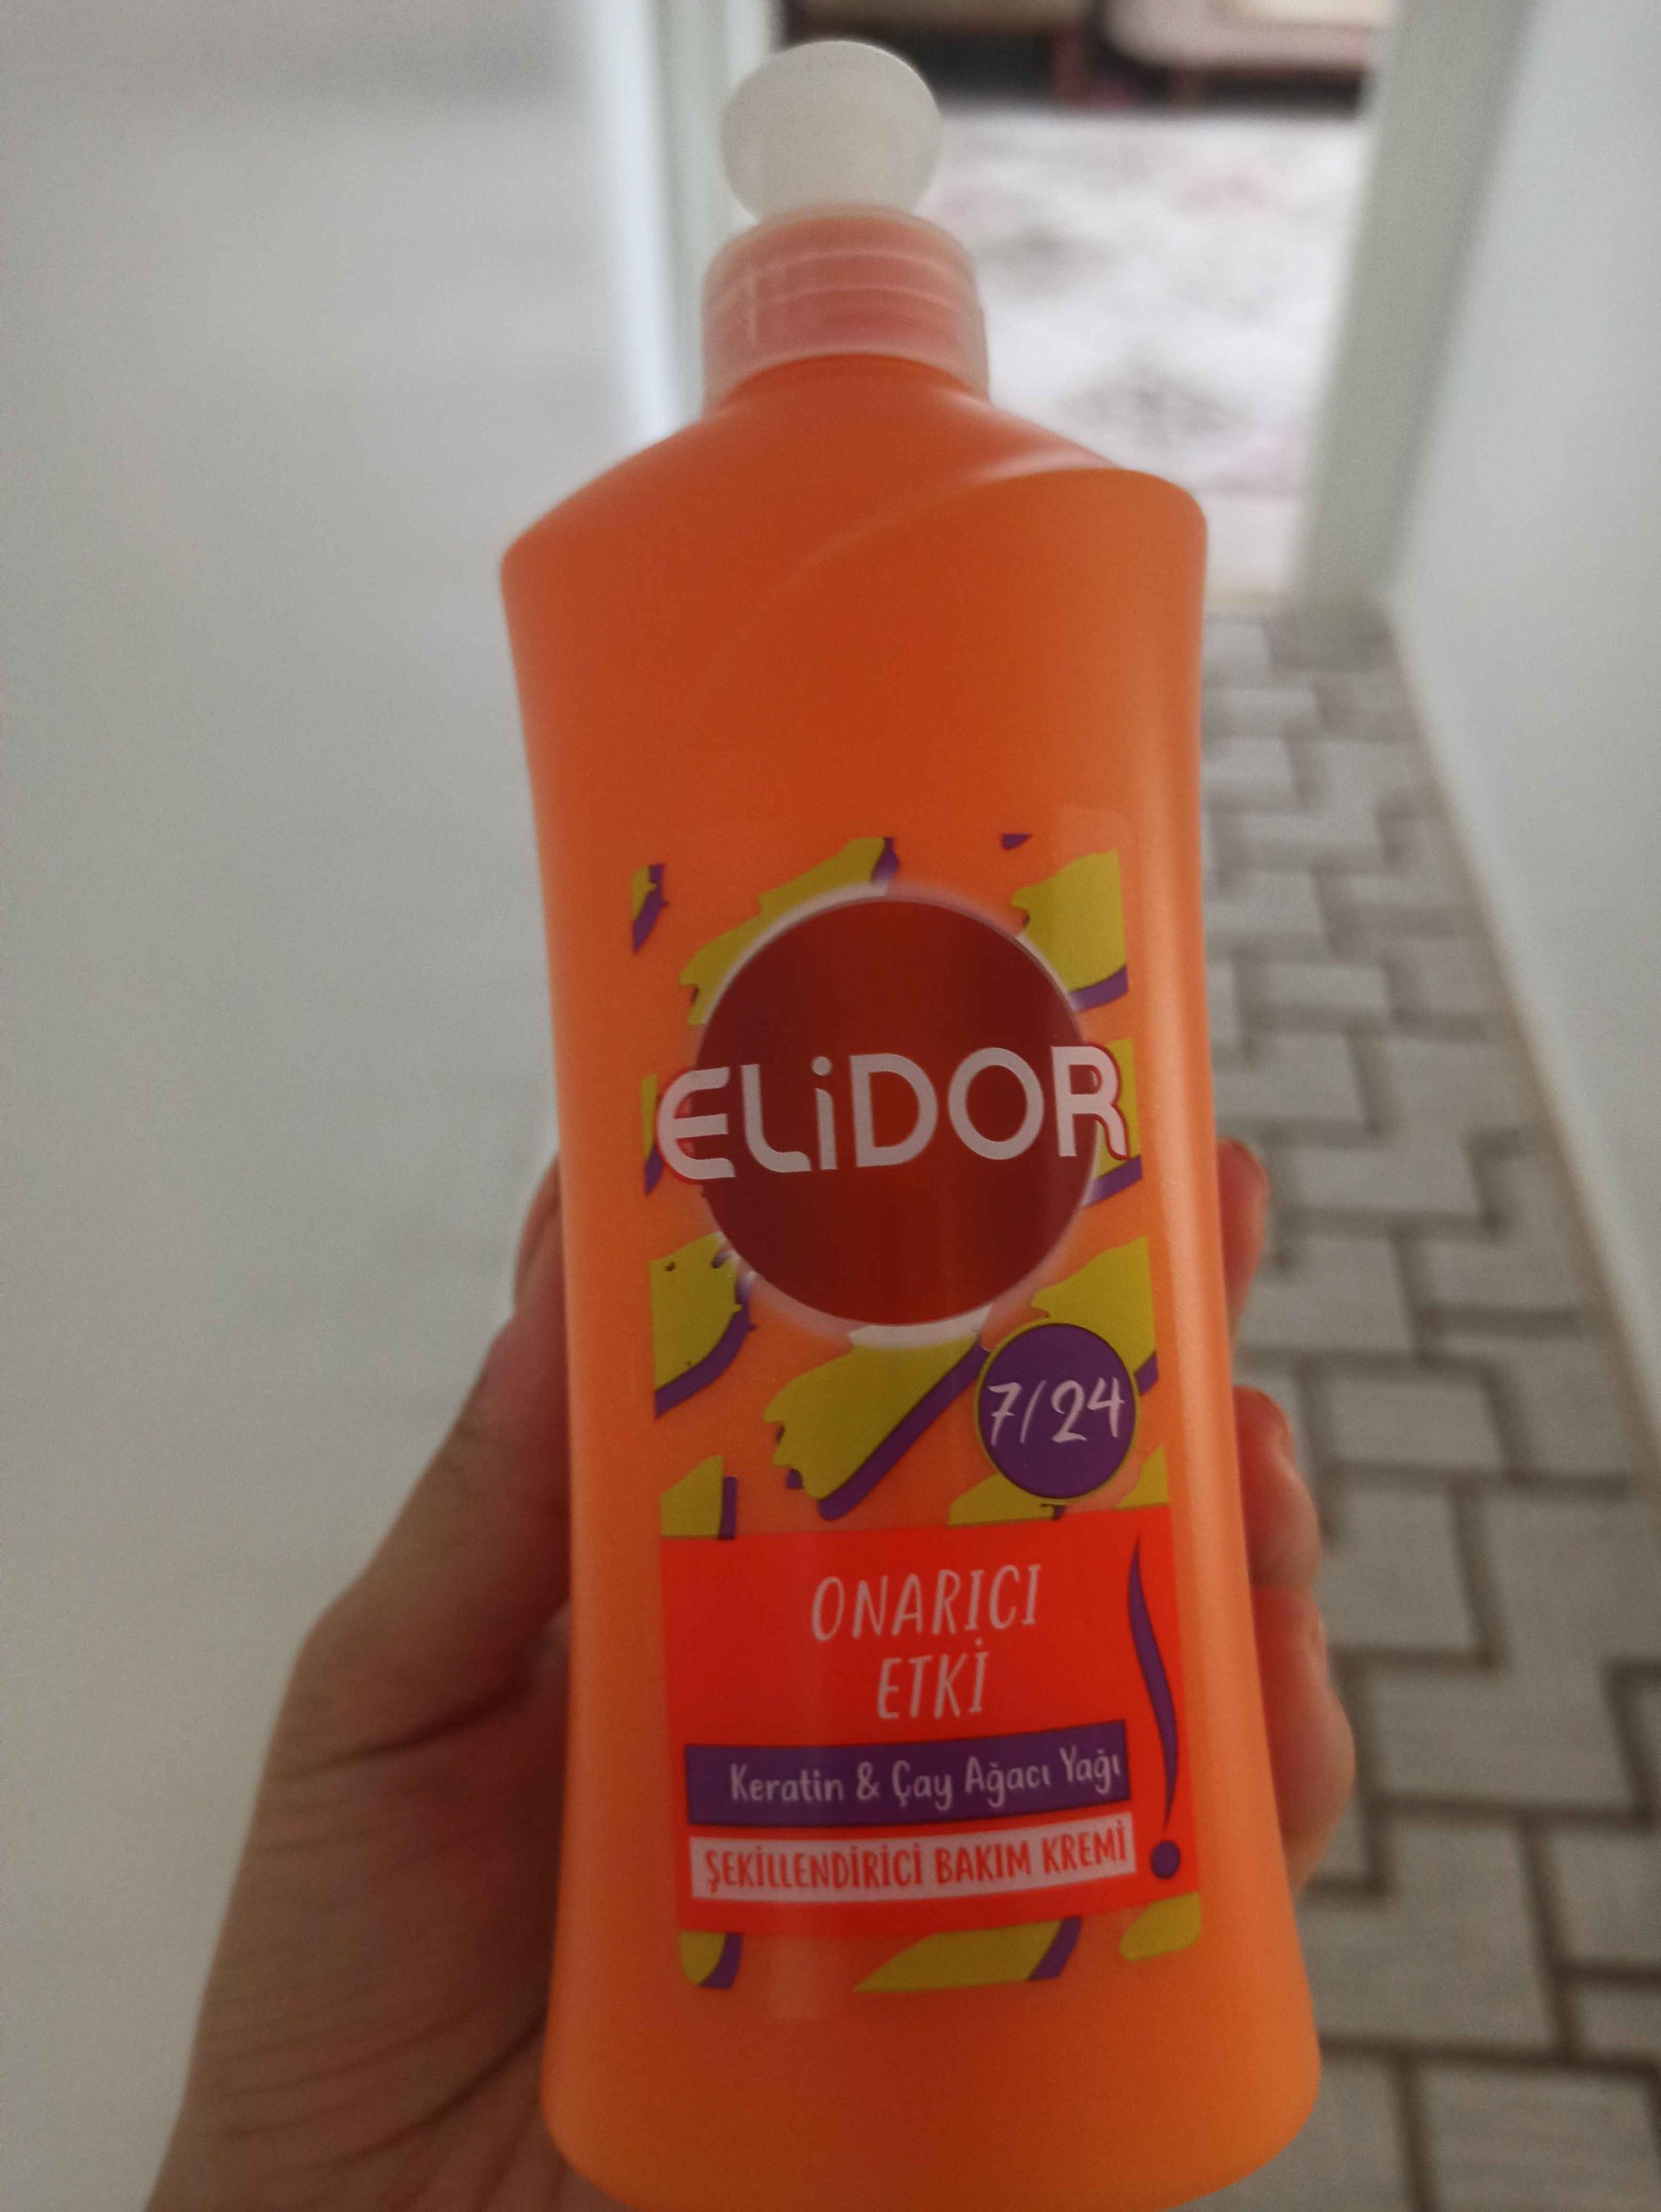 ELiDOR
7/24
ONARICI
ETKİ
Keratin & Çay Ağacı Yağı
ŞEKİLLENDİRİCİ BAKIM KREMİ